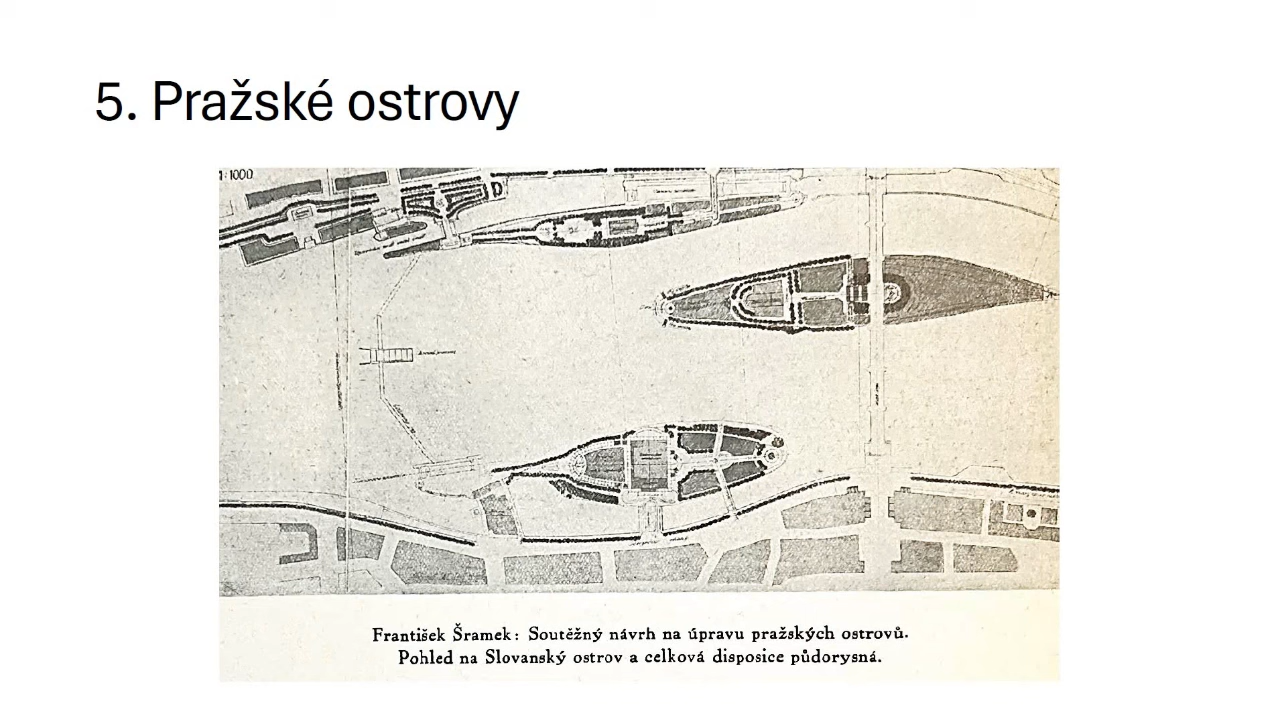 5. Pražské ostrovy
1:1000
František Šramek: Soutěžný návrh na úpravu pražských ostrovů.
Pohled na Slovanský ostrov a celková disposice půdorysná.